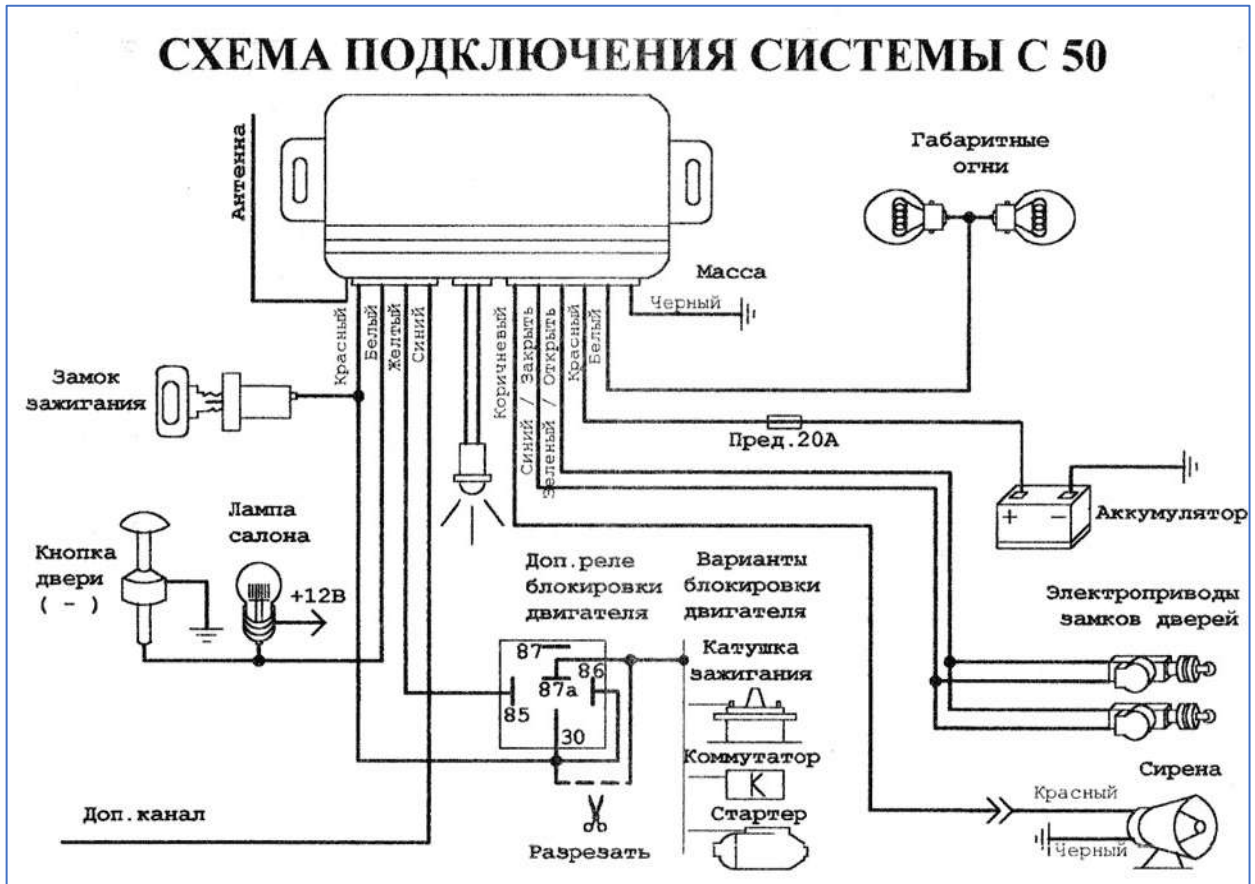 СХЕМА ПОДКЛЮЧЕНИЯ СИСТЕМЫ С 50
Антенна
Габаритные
огни
Масса
Черный
Красный
Белый
Желтый
Синий
Коричневый
Синий / Закрыть
Зеленый / Открыть
Красный
Белый
Замок
зажигания
Пред.20А
+ −
Аккумулятор
Кнопка
двери
( - )
Лампа
салона
+12В
Доп.реле
блокировки
двигателя
Варианты
блокировки
двигателя
Электроприводы
замков дверей
87
86
87a
85
30
Катушка
зажигания
Коммутатор
К
Стартер
Разрезать
Доп.канал
Сирена
Красный
Черный